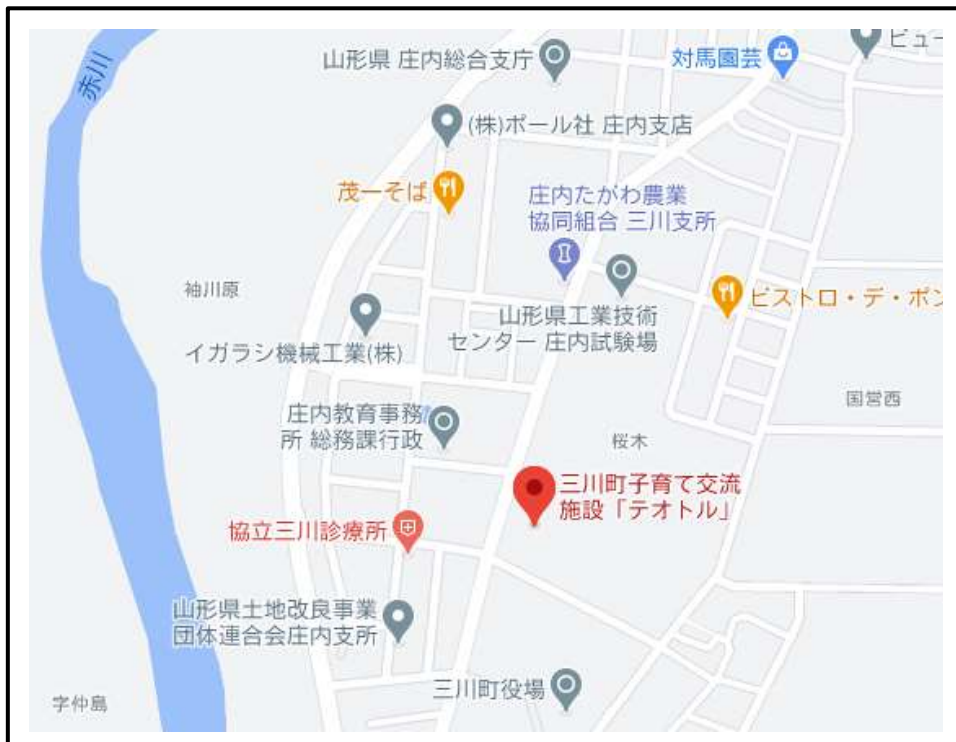 赤川
山形県 庄内総合支庁
対馬園芸
ビュー
(株)ポール社 庄内支店
茂一そば
庄内たがわ農業
協同組合 三川支所
袖川原
山形県工業技術
センター 庄内試験場
ビストロ・デ・ポン
イガラシ機械工業(株)
国営西
庄内教育事務
所 総務課行政
桜木
三川町子育て交流
施設「テオトル」
協立三川診療所
山形県土地改良事業
団体連合会庄内支所
三川町役場
字仲島